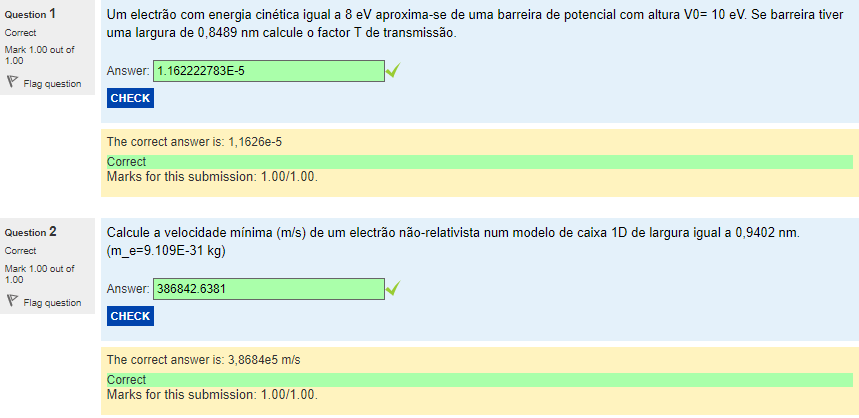 Question 1
Correct
Mark 1.00 out of
1.00
Flag question
Um electrão com energia cinética igual a 8 eV aproxima-se de uma barreira de potencial com altura V0= 10 eV. Se barreira tiver
uma largura de 0,8489 nm calcule o factor T de transmissão.
Answer: 1.162222783E-5
CHECK
The correct answer is: 1,1626e-5
Correct
Marks for this submission: 1.00/1.00.
Question 2
Correct
Mark 1.00 out of
1.00
Flag question
Calcule a velocidade mínima (m/s) de um electrão não-relativista num modelo de caixa 1D de largura igual a 0,9402 nm.
(m_e=9.109E-31 kg)
Answer: 386842.6381
CHECK
The correct answer is: 3,8684e5 m/s
Correct
Marks for this submission: 1.00/1.00.